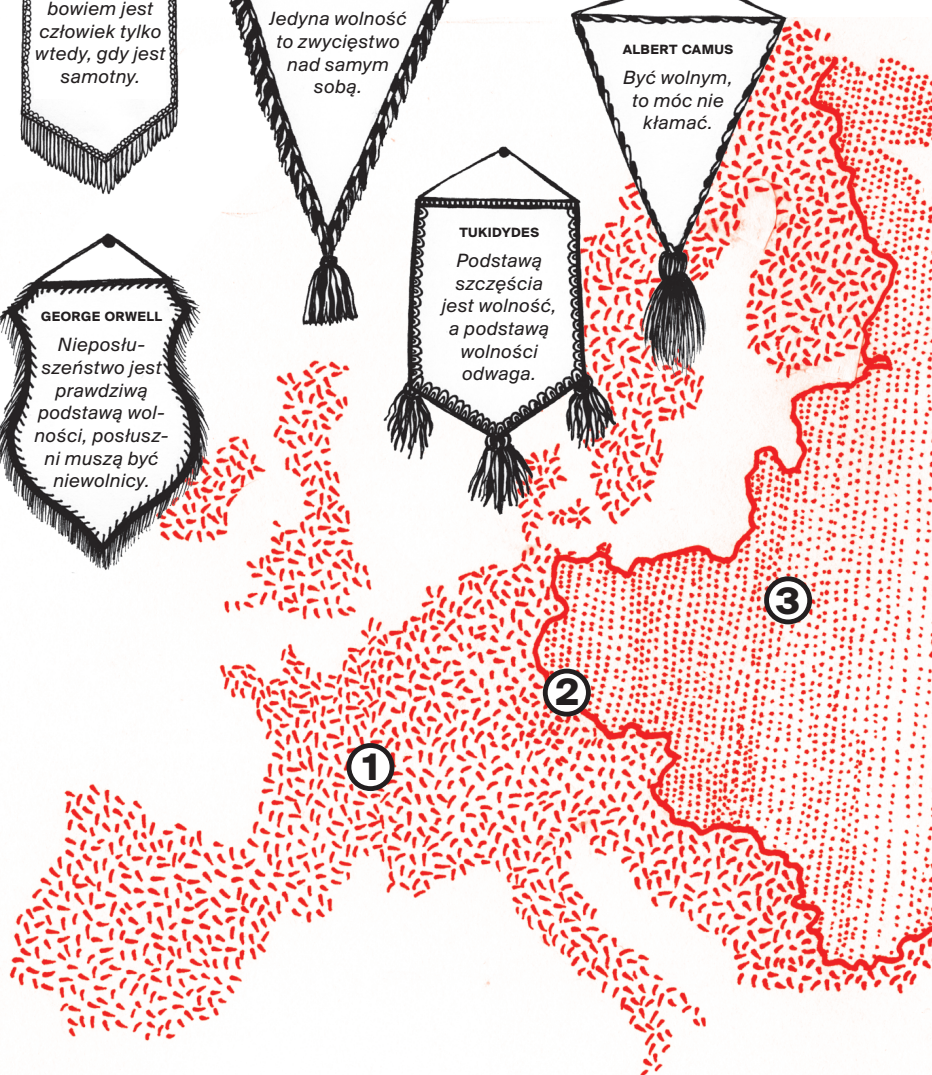 bowiem jest
człowiek tylko
wtedy, gdy jest
samotny.
Jedyna wolność
to zwycięstwo
nad samym
sobą.
ALBERT CAMUS
Być wolnym,
to móc nie
kłamać.
TUKIDYDES
Podstawą
szczęścia
jest wolność,
a podstawą
wolności
odwaga.
GEORGE ORWELL
Nieposłu-
szeństwo jest
prawdziwą
podstawą wol-
ności, posłusz-
ni muszą być
niewolnicy.
3
2
1